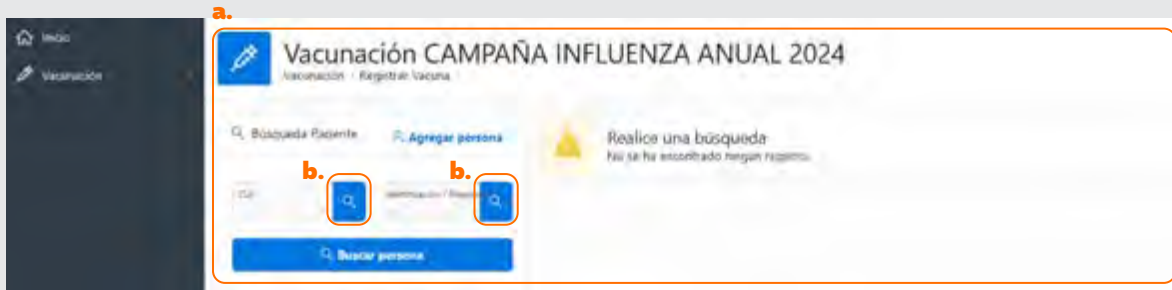 a.
Inicio
Vacunación
Vacunación CAMPAÑA INFLUENZA ANUAL 2024
Vacunación Registrar Vacuna
Búsqueda Paciente
Agregar persona
Realice una búsqueda
No se ha encontrado ningún registro.
b.
b.
Identificación /
Buscar persona